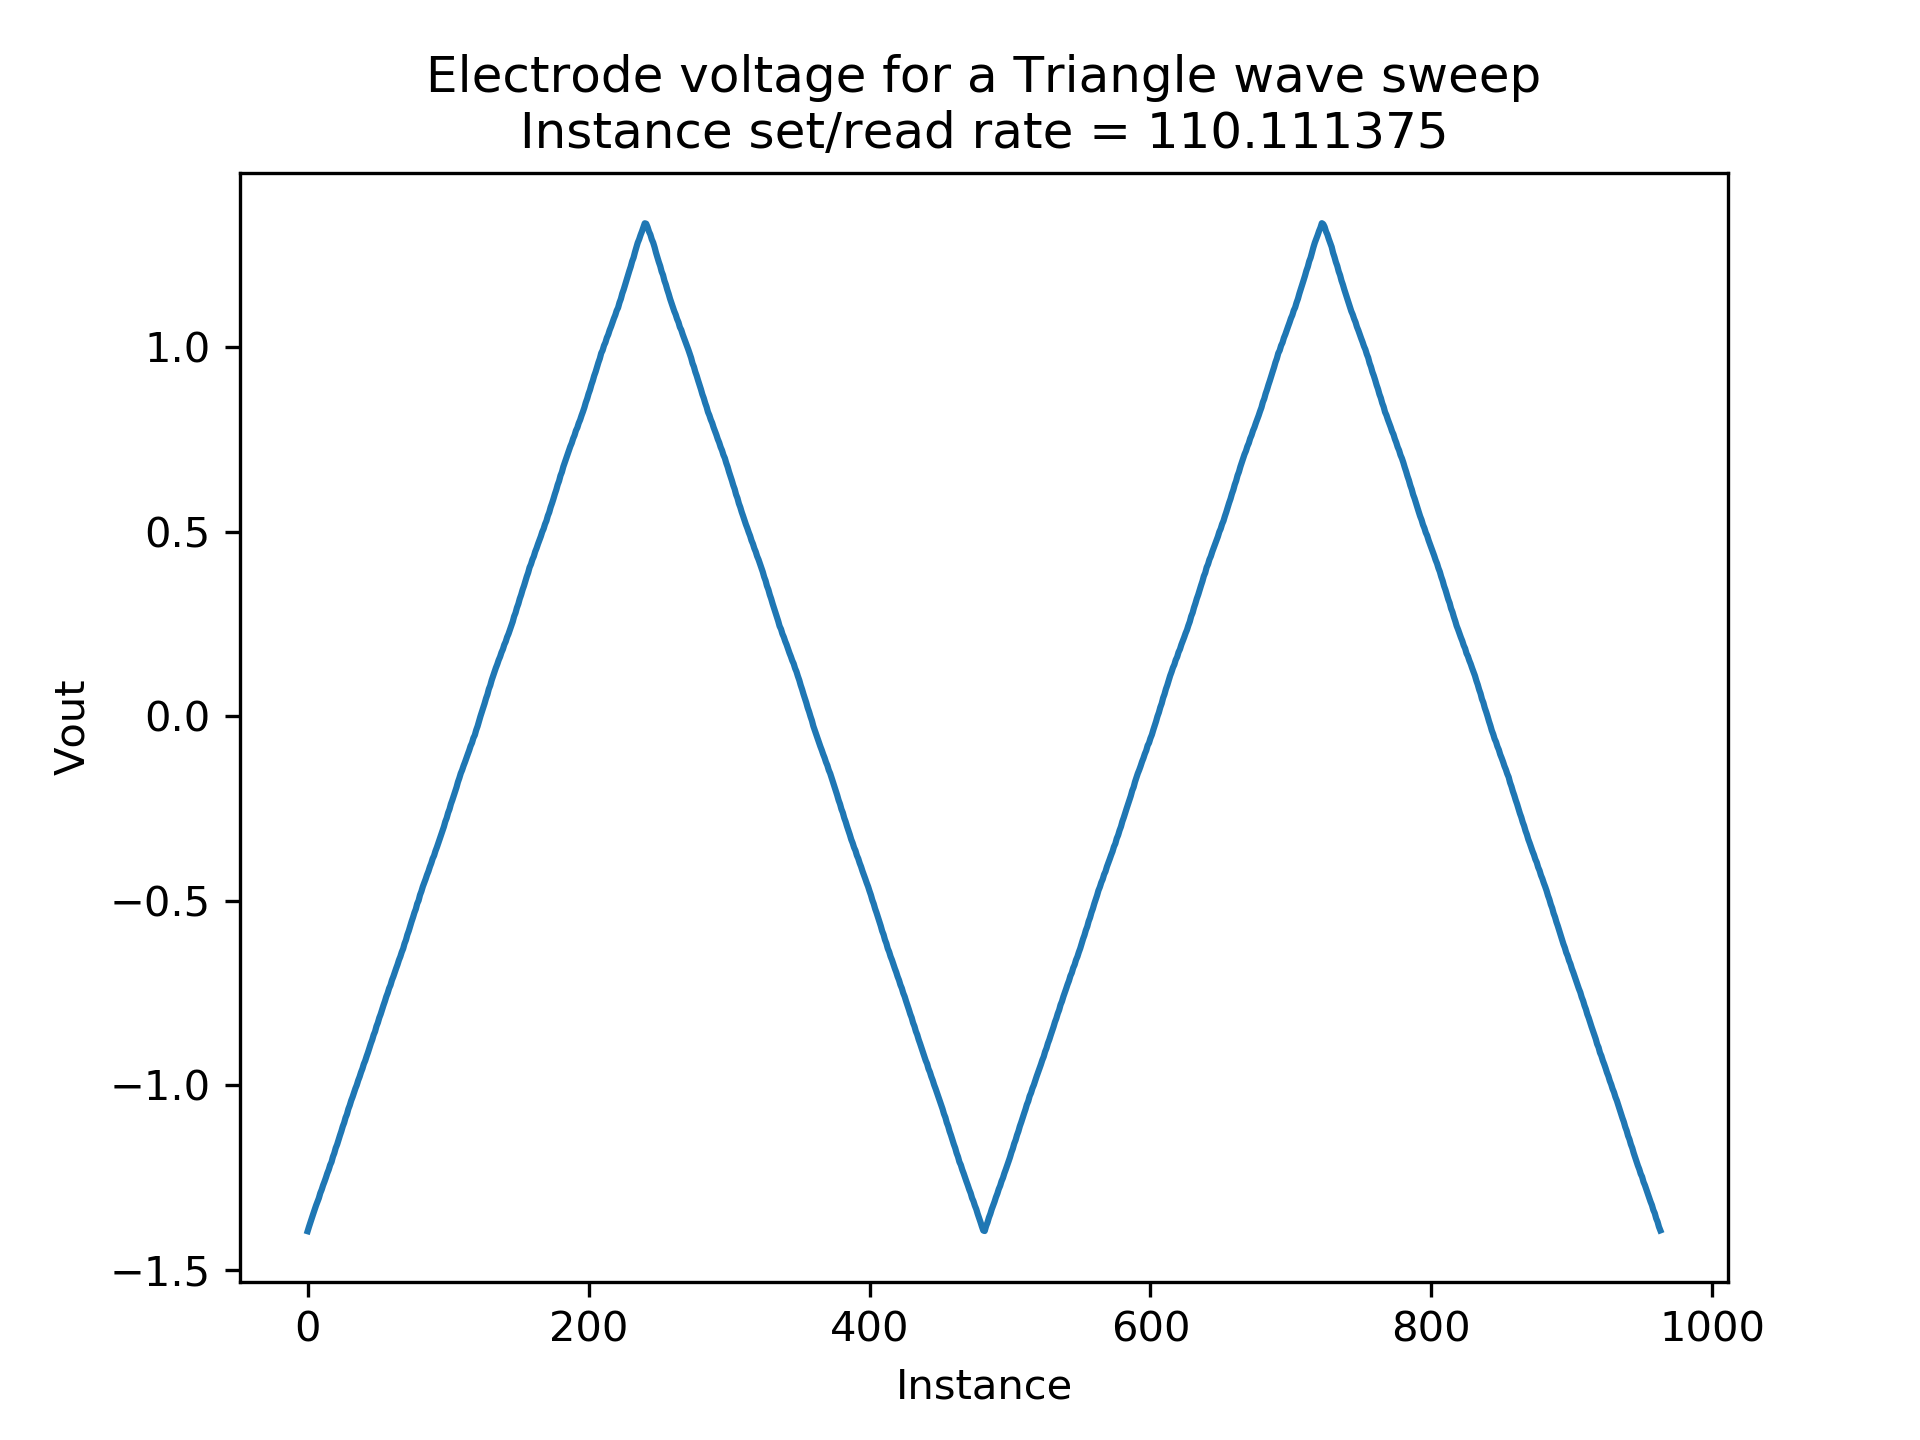 Electrode voltage for a Triangle wave sweep
Instance set/read rate = 110.111375
Vout
1.0
0.5
0.0
−0.5
−1.0
−1.5
0 200 400 600 800 1000
Instance